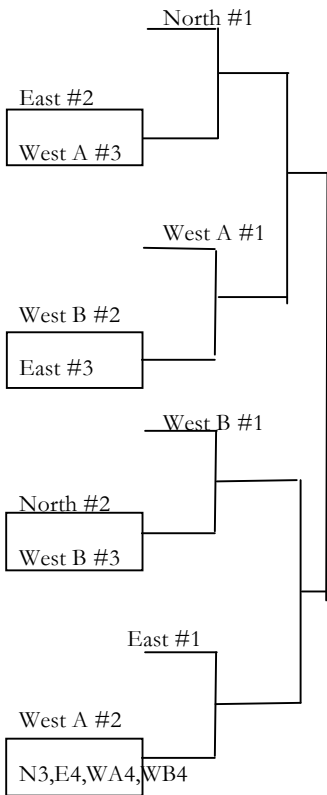 North #1
East #2
West A #3
West A #1
West B #2
East #3
West B #1
North #2
West B #3
East #1
West A #2
N3,E4,WA4,WB4